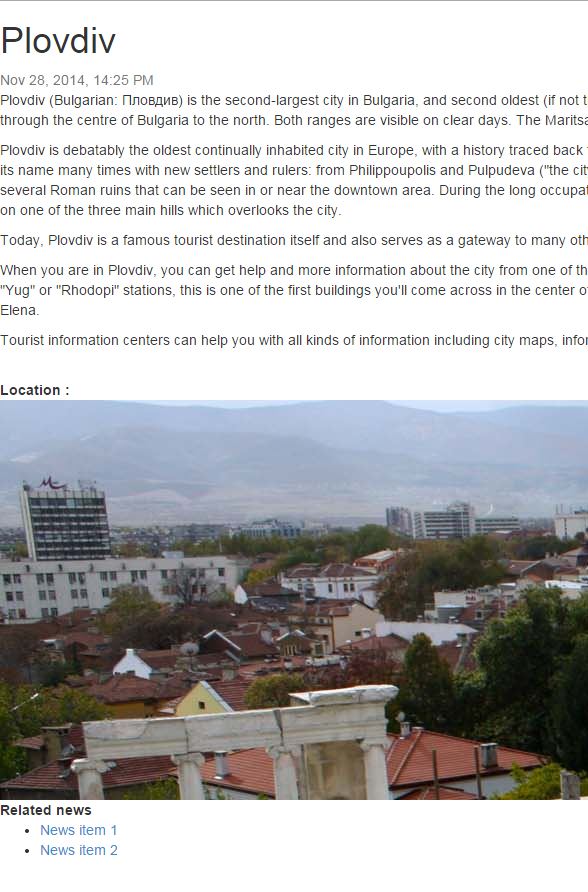 Plovdiv
Nov 28, 2014, 14:25 PM
Plovdiv (Bulgarian: Пловдив) is the second-largest city in Bulgaria, and second oldest (if not
through the centre of Bulgaria to the north. Both ranges are visible on clear days. The Maritsa
Plovdiv is debatably the oldest continually inhabited city in Europe, with a history traced back
its name many times with new settlers and rulers: from Philippoupolis and Pulpudeva ("the
several Roman ruins that can be seen in or near the downtown area. During the long
on one of the three main hills which overlooks the city.
Today, Plovdiv is a famous tourist destination itself and also serves as a gateway to many
When you are in Plovdiv, you can get help and more information about the city from one of
"Yug" or "Rhodopi" stations, this is one of the first buildings you'll come across in the center
Elena.
Tourist information centers can help you with all kinds of information including city maps,
Location :
Related news
News item 1
News item 2